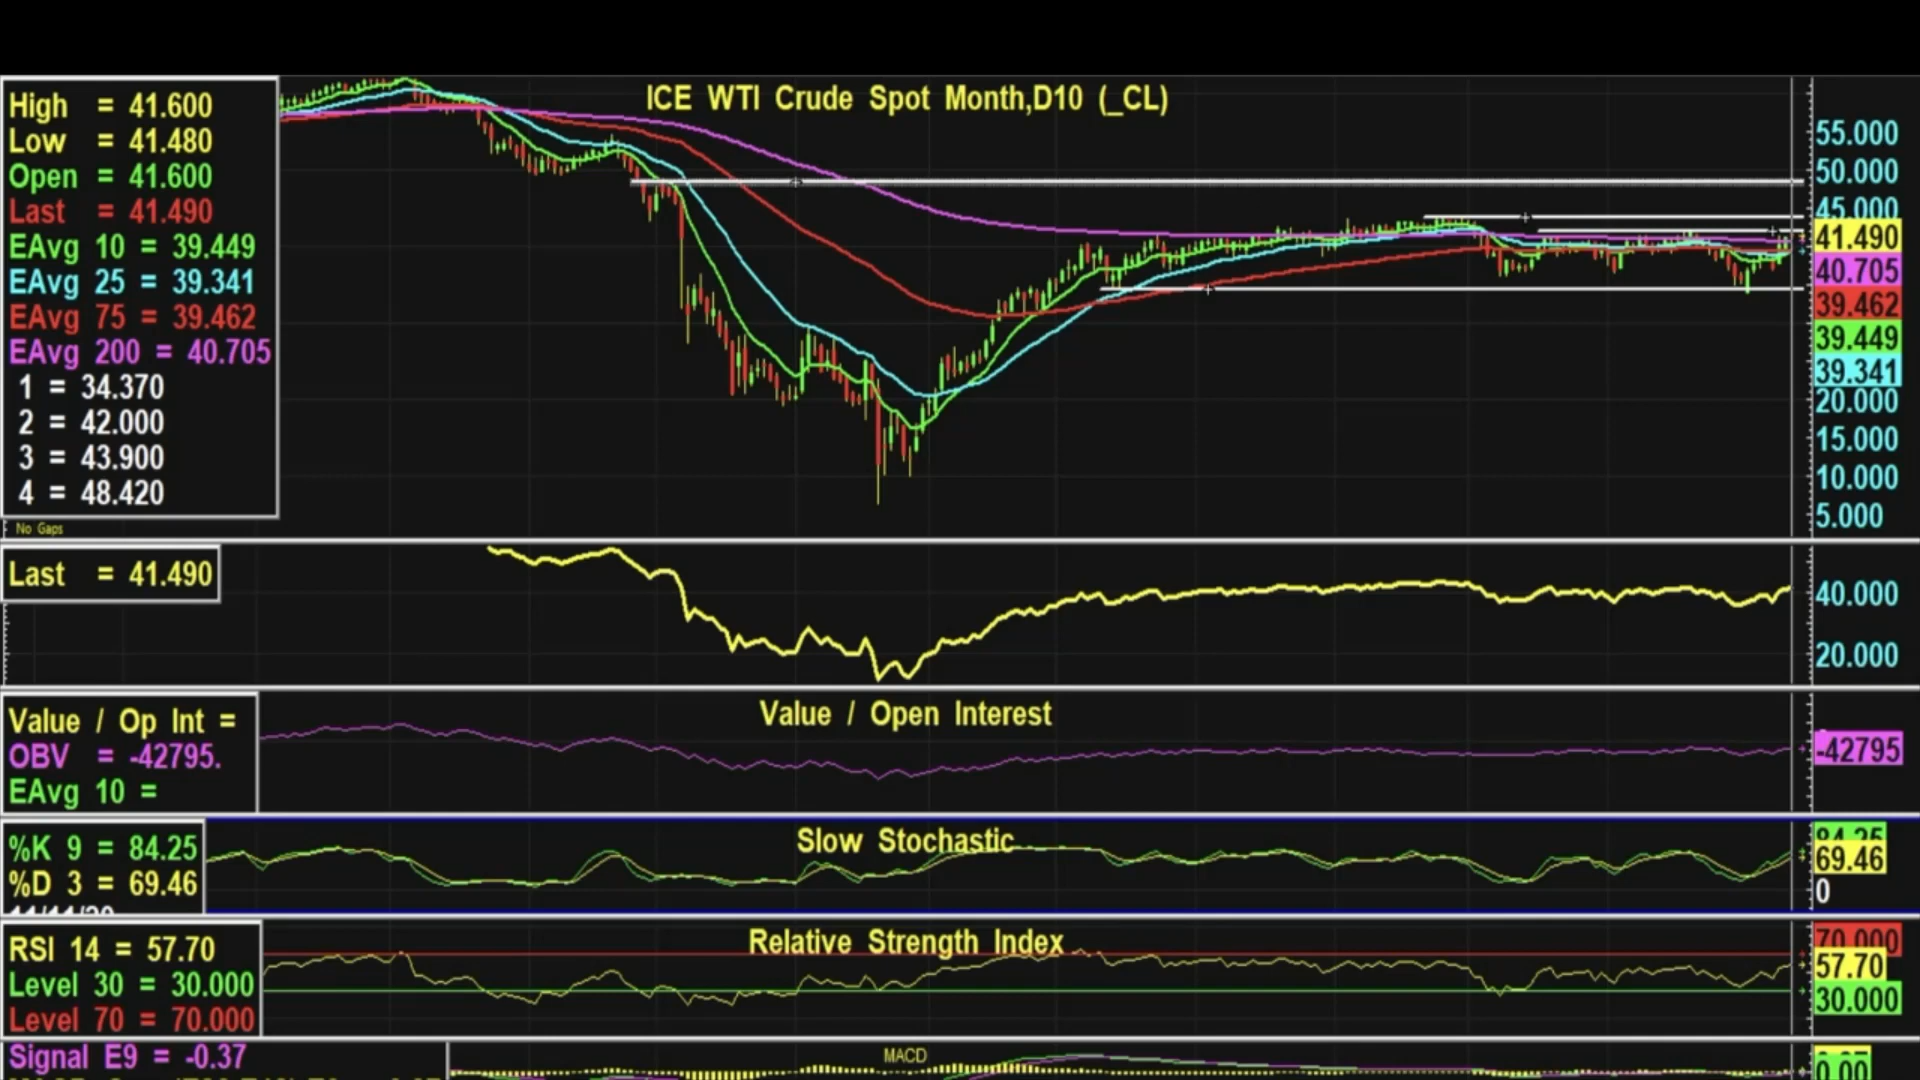 ICE WTI Crude Spot Month,D10 (_CL)
High = 41.600
Low = 41.480
Open = 41.600
Last = 41.490
EAvg 10 = 39.449
EAvg 25 = 39.341
EAvg 75 = 39.462
EAvg 200 = 40.705
1 = 34.370
2 = 42.000
3 = 43.900
4 = 48.420
No Gaps
55.000
50.000
45.000
41.490
40.705
39.462
39.449
39.341
20.000
15.000
10.000
5.000
Last = 41.490
40.000
20.000
Value / Open Interest
Value / Op Int =
OBV = -42795.
EAvg 10 =
-42795
Slow Stochastic
%K 9 = 84.25
%D 3 = 69.46
84.25
69.46
0
Relative Strength Index
RSI 14 = 57.70
Level 30 = 30.000
Level 70 = 70.000
70.000
57.70
30.000
MACD
Signal E9 = -0.37
0.00